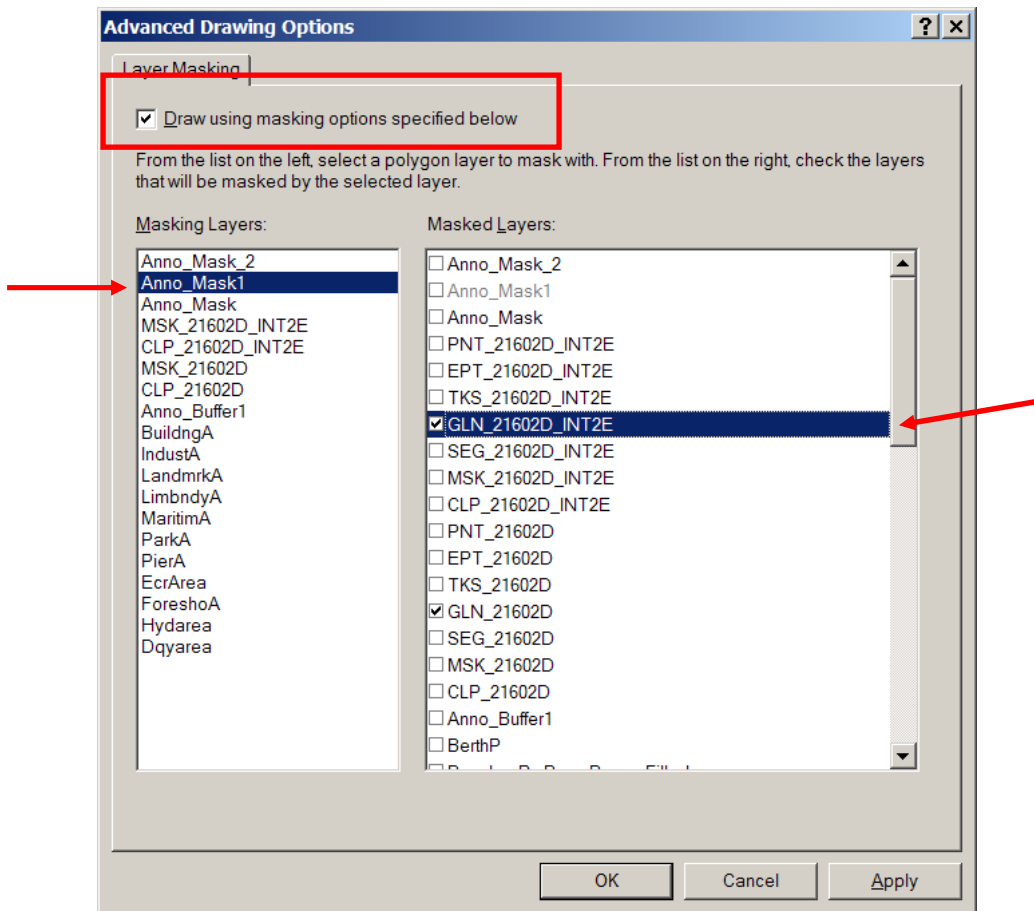 Advanced Drawing Options
Layer Masking
Draw using masking options specified below
From the list on the left, select a polygon layer to mask with. From the list on the right, check the layers
that will be masked by the selected layer.
Masking Layers:
Anno_Mask_2
Anno_Mask1
Anno_Mask
MSK_21602D_INT2E
CLP_21602D_INT2E
MSK_21602D
CLP_21602D
Anno_Buffer1
BuildngA
IndustA
LandmrkA
LimbndyA
MaritimA
ParkA
PierA
EcrArea
ForeshoA
Hydarea
Dqyarea
Masked Layers:
Anno_Mask_2
Anno_Mask1
Anno_Mask
PNT_21602D_INT2E
EPT_21602D_INT2E
TKS_21602D_INT2E
GLN_21602D_INT2E
SEG_21602D_INT2E
MSK_21602D_INT2E
CLP_21602D_INT2E
PNT_21602D
EPT_21602D
TKS_21602D
GLN_21602D
SEG_21602D
MSK_21602D
CLP_21602D
Anno_Buffer1
BerthP
OK
Cancel
Apply